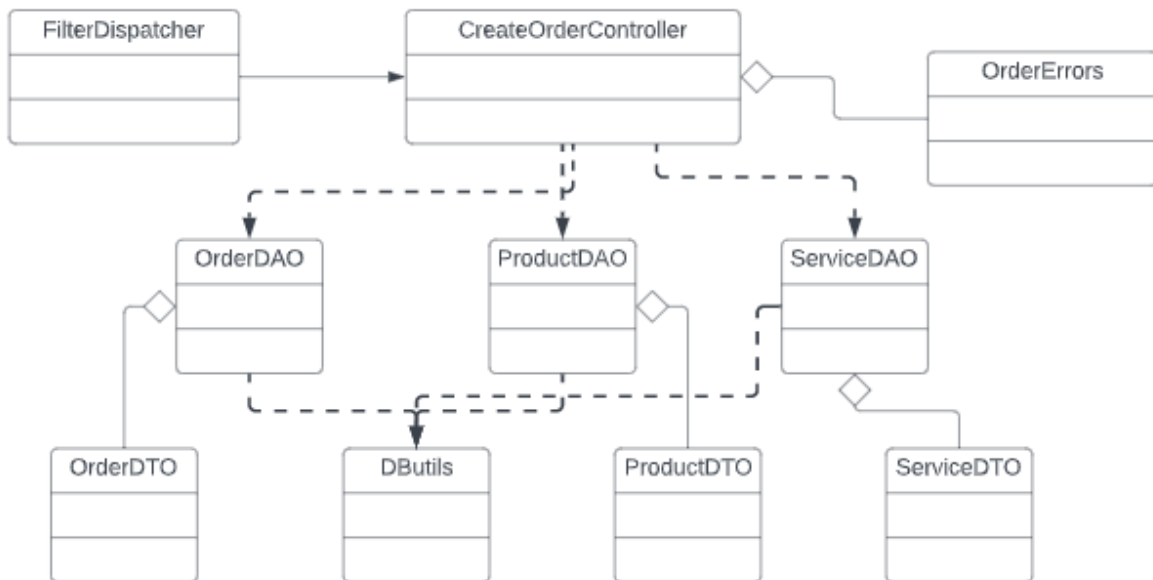 FilterDispatcher
CreateOrderController
OrderErrors
OrderDAO
ProductDAO
ServiceDAO
OrderDTO
DButils
ProductDTO
ServiceDTO